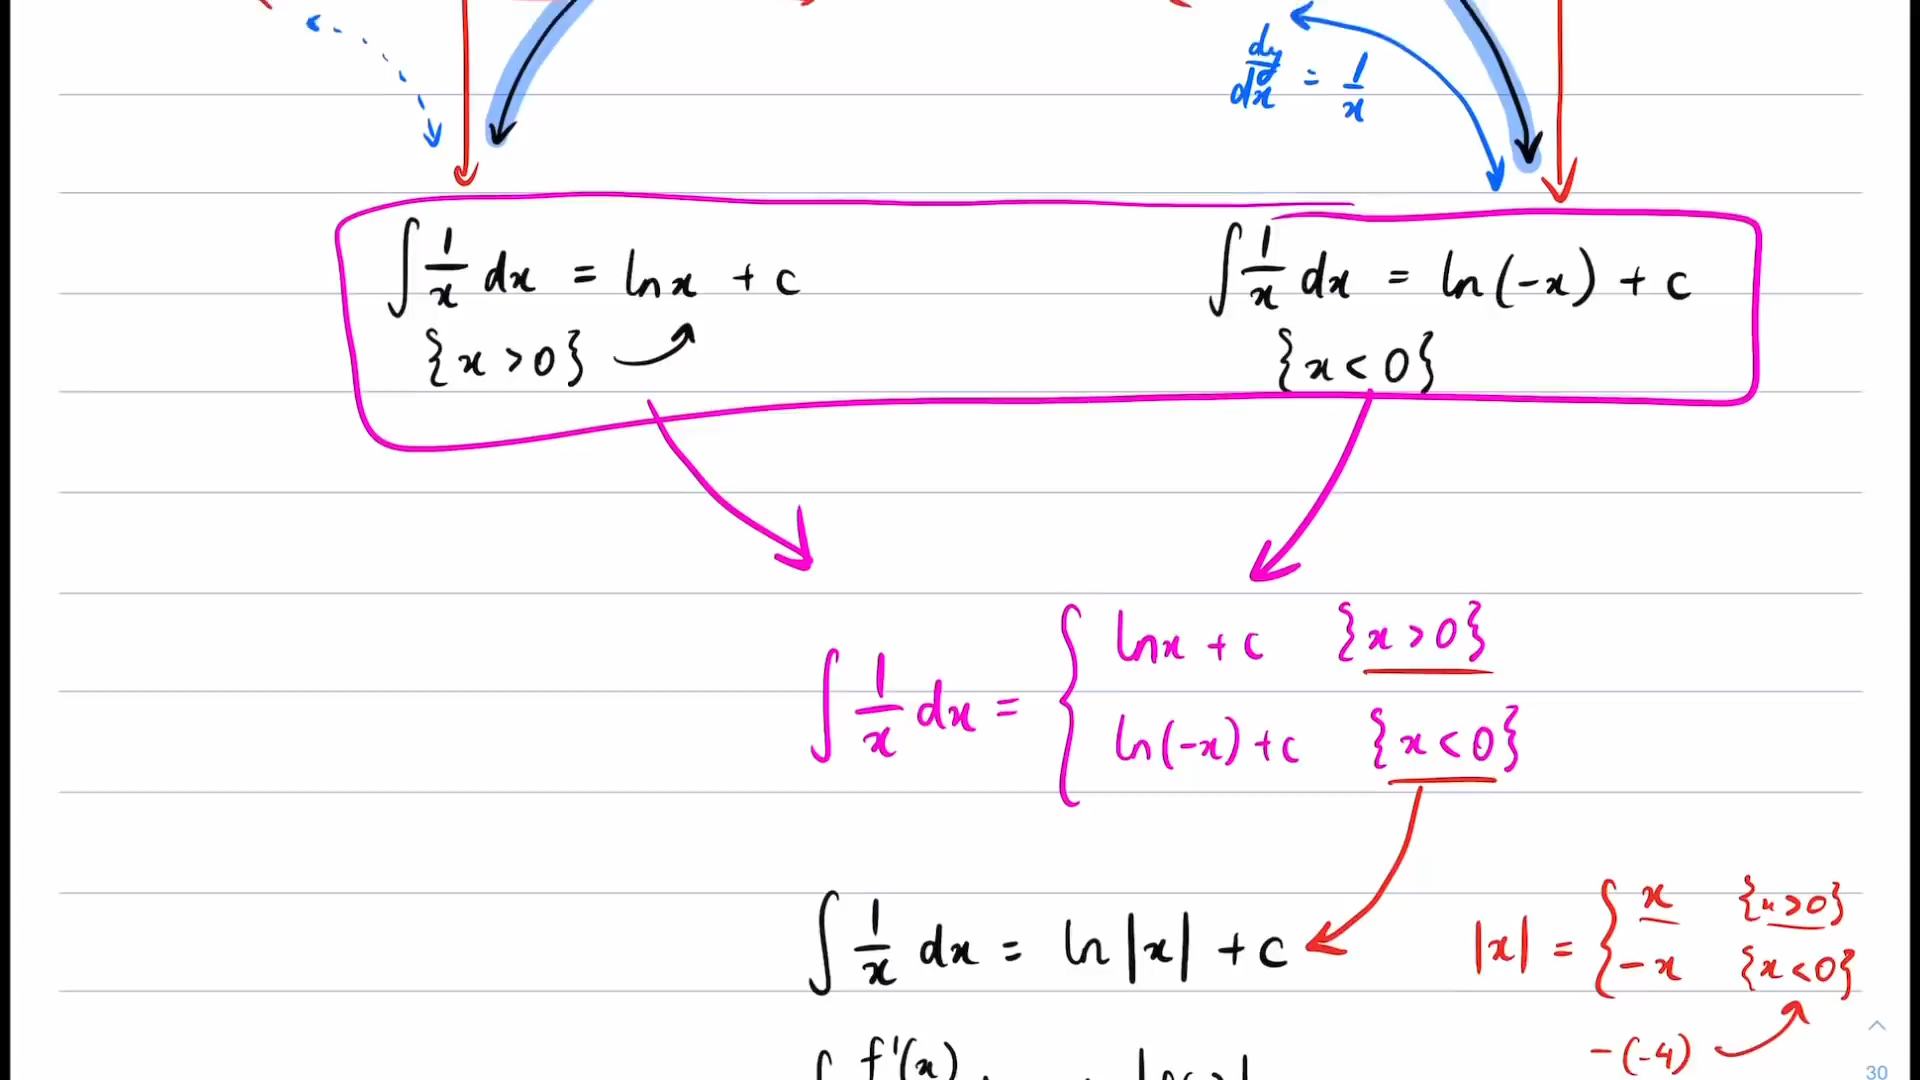 dy/dx = 1/x
∫ 1/x dx = ln x + c
{x > 0}
∫ 1/x dx = ln(-x) + c
{x < 0}
∫ 1/x dx = { ln x + c {x > 0}
ln(-x) + c {x < 0}
∫ 1/x dx = ln |x| + c
|x| = { x {x > 0}
-x {x < 0}
-(-4)
∫ f'(x)
30